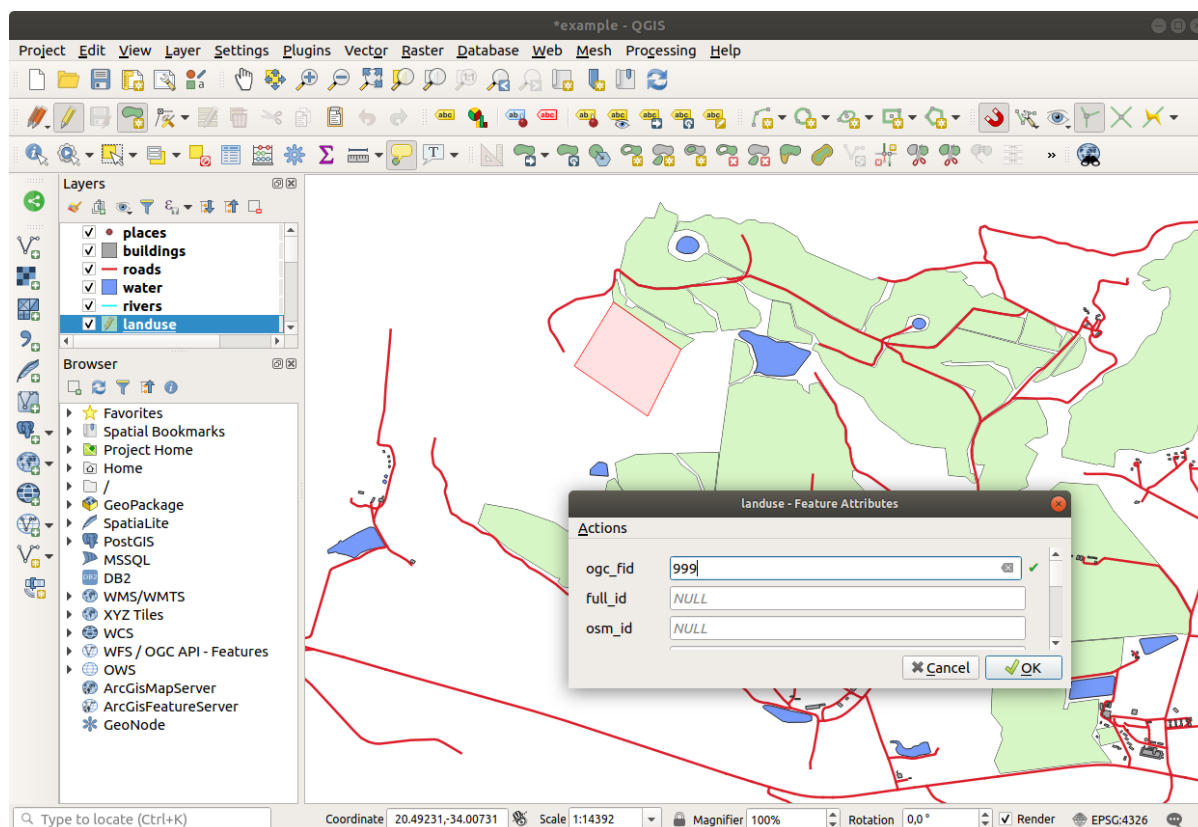 *example - QGIS
Project Edit View Layer Settings Plugins Vector Raster Database Web Mesh Processing Help
Layers
places
buildings
roads
water
rivers
landuse
Browser
Favorites
Spatial Bookmarks
Project Home
Home
/
GeoPackage
SpatiaLite
PostGIS
MSSQL
DB2
WMS/WMTS
XYZ Tiles
WCS
WFS / OGC API - Features
OWS
ArcGisMapServer
ArcGisFeatureServer
GeoNode
landuse - Feature Attributes
Actions
ogc_fid 999
full_id NULL
osm_id NULL
Cancel OK
Type to locate (Ctrl+K) Coordinate 20.49231,-34.00731 Scale 1:14392 Magnifier 100% Rotation 0,0° Render EPSG:4326